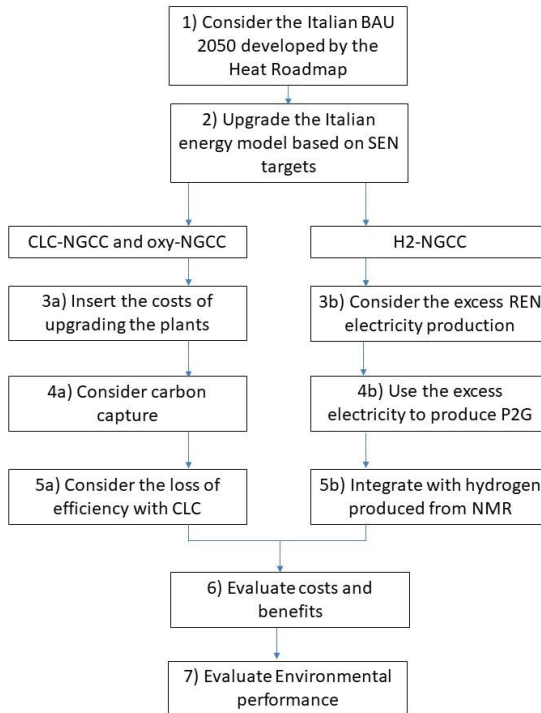 1) Consider the Italian BAU
2050 developed by the
Heat Roadmap
2) Upgrade the Italian
energy model based on SEN
targets
CLC-NGCC and oxy-NGCC
H2-NGCC
3a) Insert the costs of
upgrading the plants
3b) Consider the excess REN
electricity production
4a) Consider carbon
capture
4b) Use the excess
electricity to produce P2G
5a) Consider the loss of
efficiency with CLC
5b) Integrate with hydrogen
produced from NMR
6) Evaluate costs and
benefits
7) Evaluate Environmental
performance